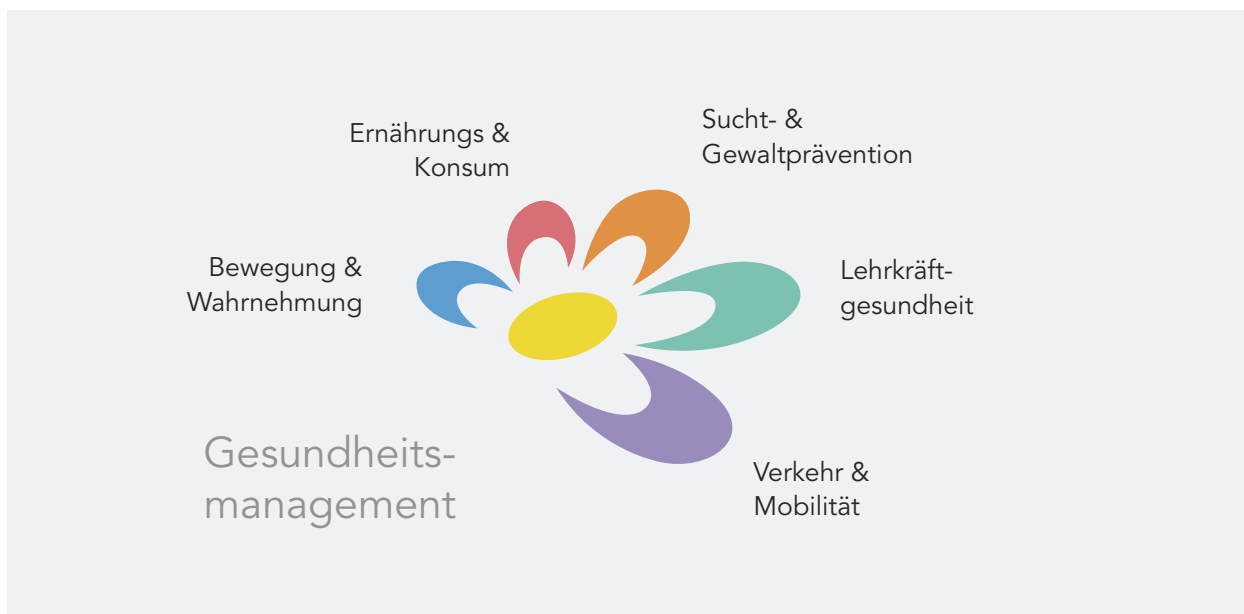 Ernährungs &
Konsum
Sucht- &
Gewaltprävention
Bewegung &
Wahrnehmung
Lehrkräft-
gesundheit
Gesundheits-
management
Verkehr &
Mobilität